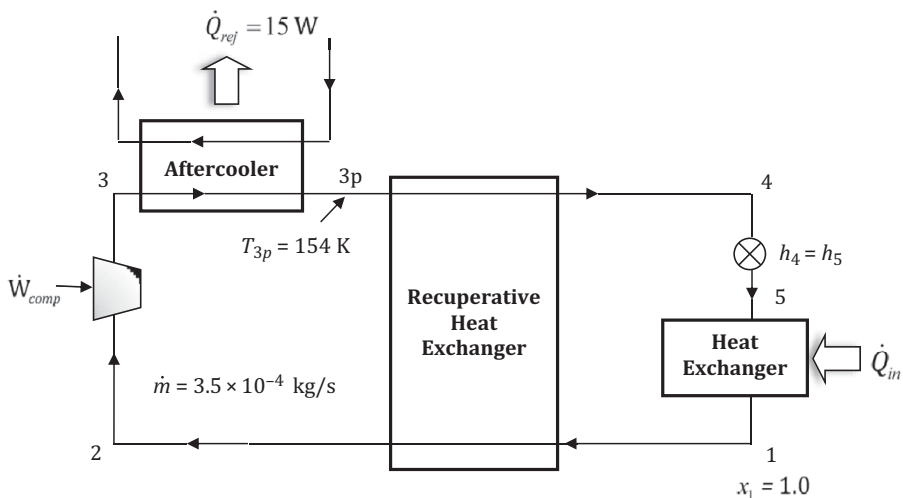 Q̇rej = 15 W
Aftercooler
3
3p
4
T3p = 154 K
h4 = h5
5
Ẇcomp
Recuperative
Heat
Exchanger
Heat
Exchanger
Q̇in
ṁ = 3.5 × 10⁻⁴ kg/s
2
1
x1 = 1.0